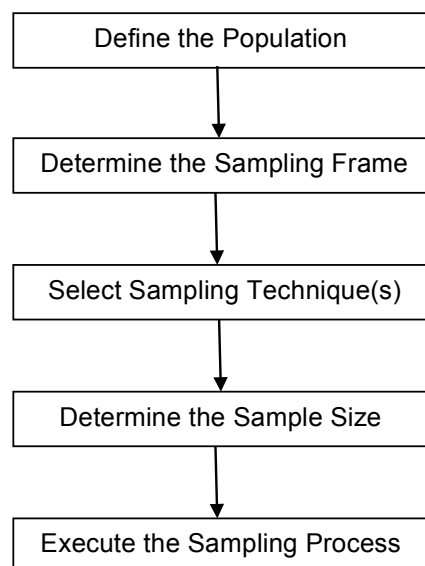 Define the Population
Determine the Sampling Frame
Select Sampling Technique(s)
Determine the Sample Size
Execute the Sampling Process